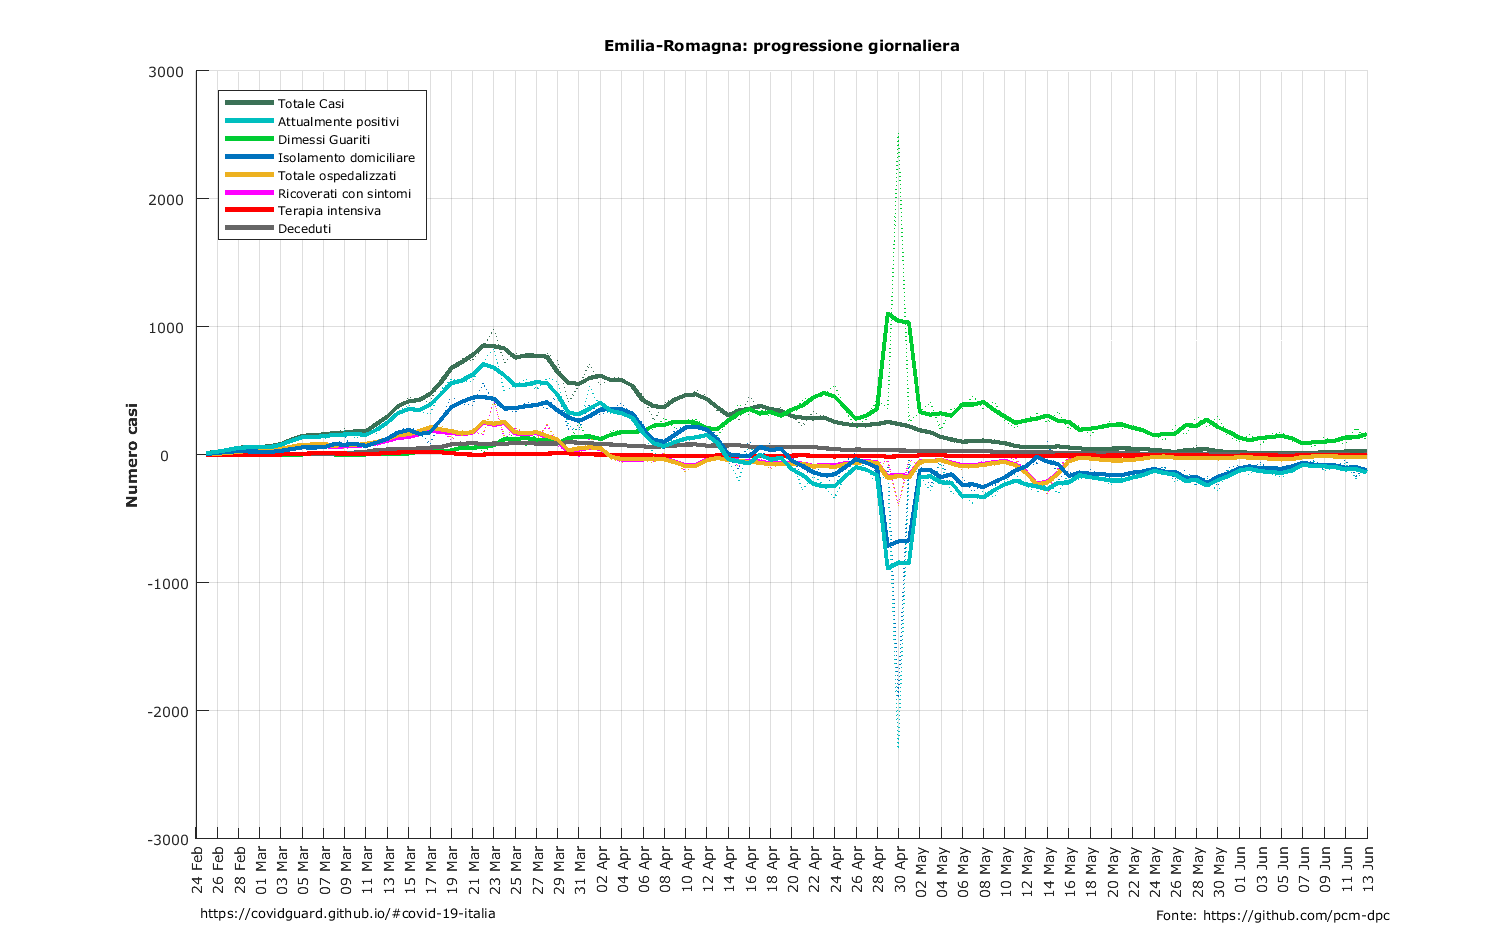 Emilia-Romagna: progressione giornaliera
3000
2000
1000
0
-1000
-2000
-3000
Numero casi
Totale Casi
Attualmente positivi
Dimessi Guariti
Isolamento domiciliare
Totale ospedalizzati
Ricoverati con sintomi
Terapia intensiva
Deceduti
24 Feb
26 Feb
28 Feb
01 Mar
03 Mar
05 Mar
07 Mar
09 Mar
11 Mar
13 Mar
15 Mar
17 Mar
19 Mar
21 Mar
23 Mar
25 Mar
27 Mar
29 Mar
31 Mar
02 Apr
04 Apr
06 Apr
08 Apr
10 Apr
12 Apr
14 Apr
16 Apr
18 Apr
20 Apr
22 Apr
24 Apr
26 Apr
28 Apr
30 Apr
02 May
04 May
06 May
08 May
10 May
12 May
14 May
16 May
18 May
20 May
22 May
24 May
26 May
28 May
30 May
01 Jun
03 Jun
05 Jun
07 Jun
09 Jun
11 Jun
13 Jun
https://covidguard.github.io/#covid-19-italia
Fonte: https://github.com/pcm-dpc